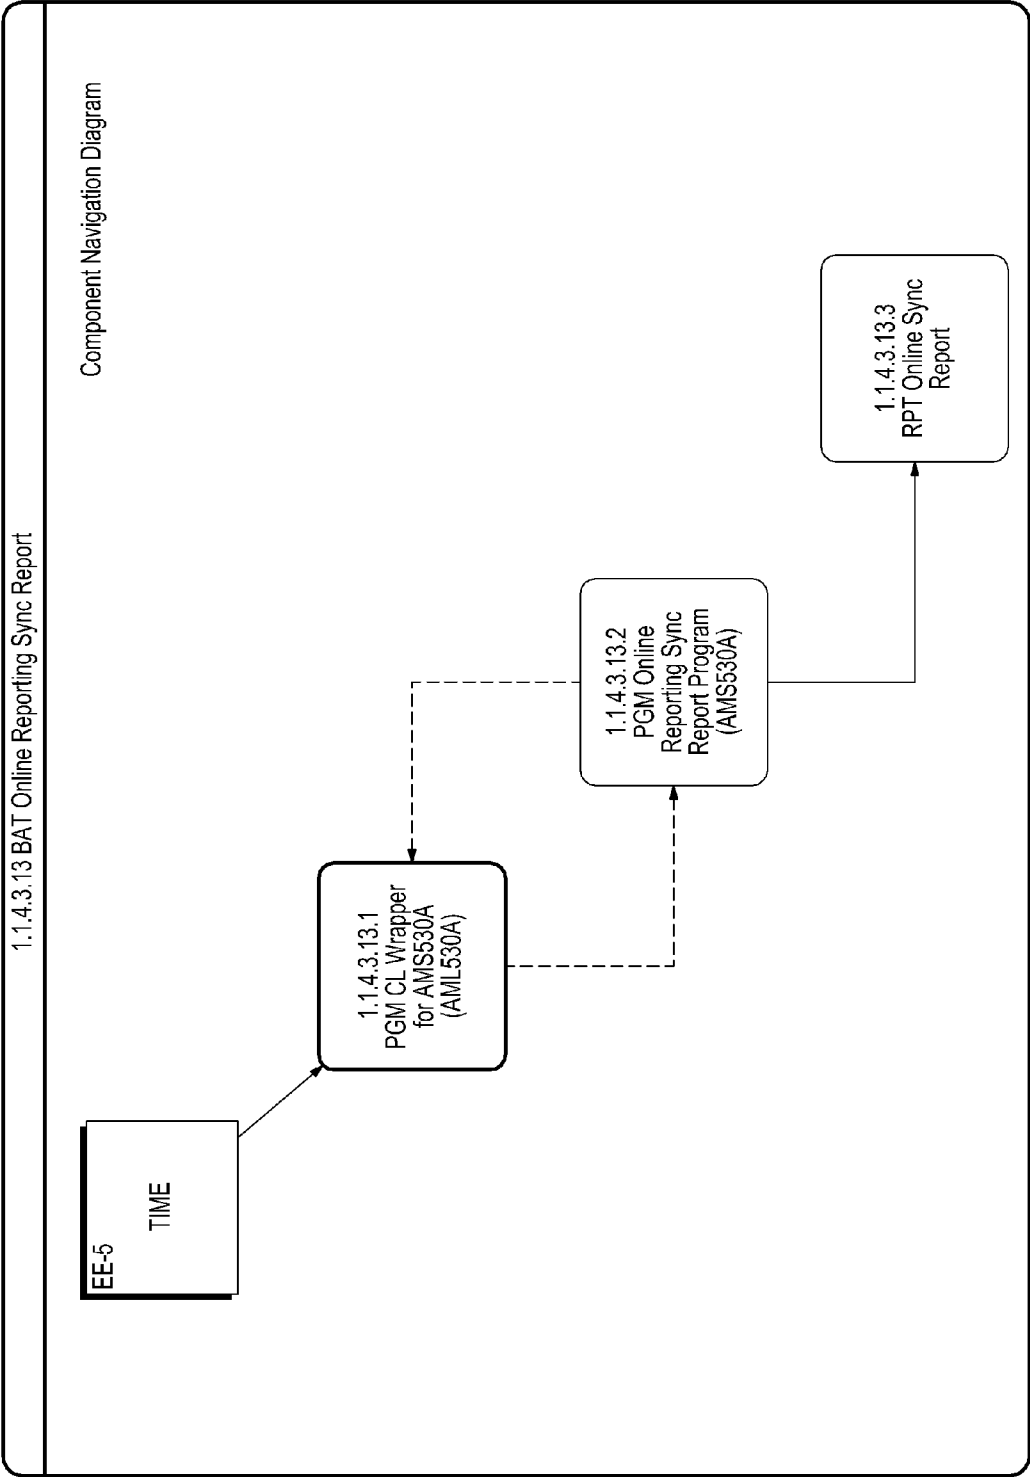 1.1.4.3.13 BAT Online Reporting Sync Report
Component Navigation Diagram
EE-5
TIME
1.1.4.3.13.1
PGM CL Wrapper
for AMS530A
(AML530A)
1.1.4.3.13.2
PGM Online
Reporting Sync
Report Program
(AMS530A)
1.1.4.3.13.3
RPT Online Sync
Report